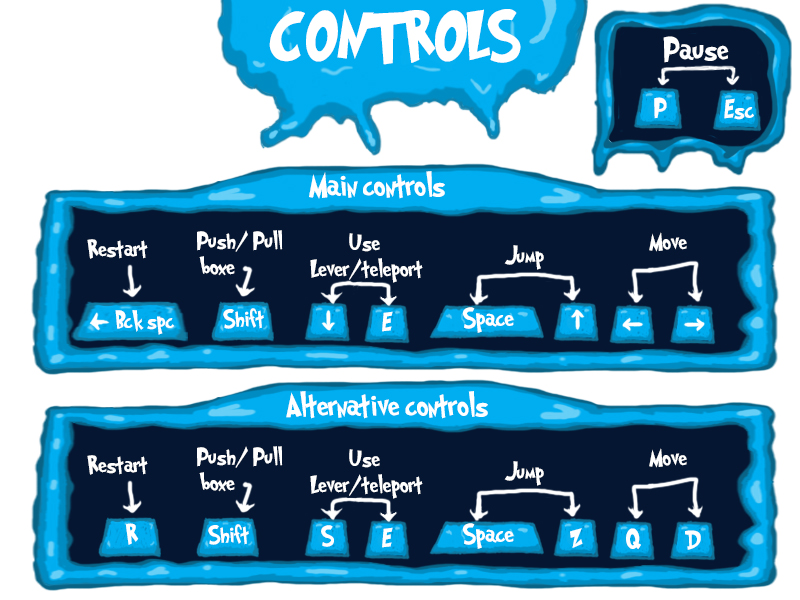 CONTROLS
Pause
P Esc
Main controls
Restart Push/Pull Use Jump Move
boxe Lever/teleport
← Bck spc Shift ↓ E Space ↑ ← →
Alternative controls
Restart Push/Pull Use Jump Move
boxe Lever/teleport
R Shift S E Space Z Q D